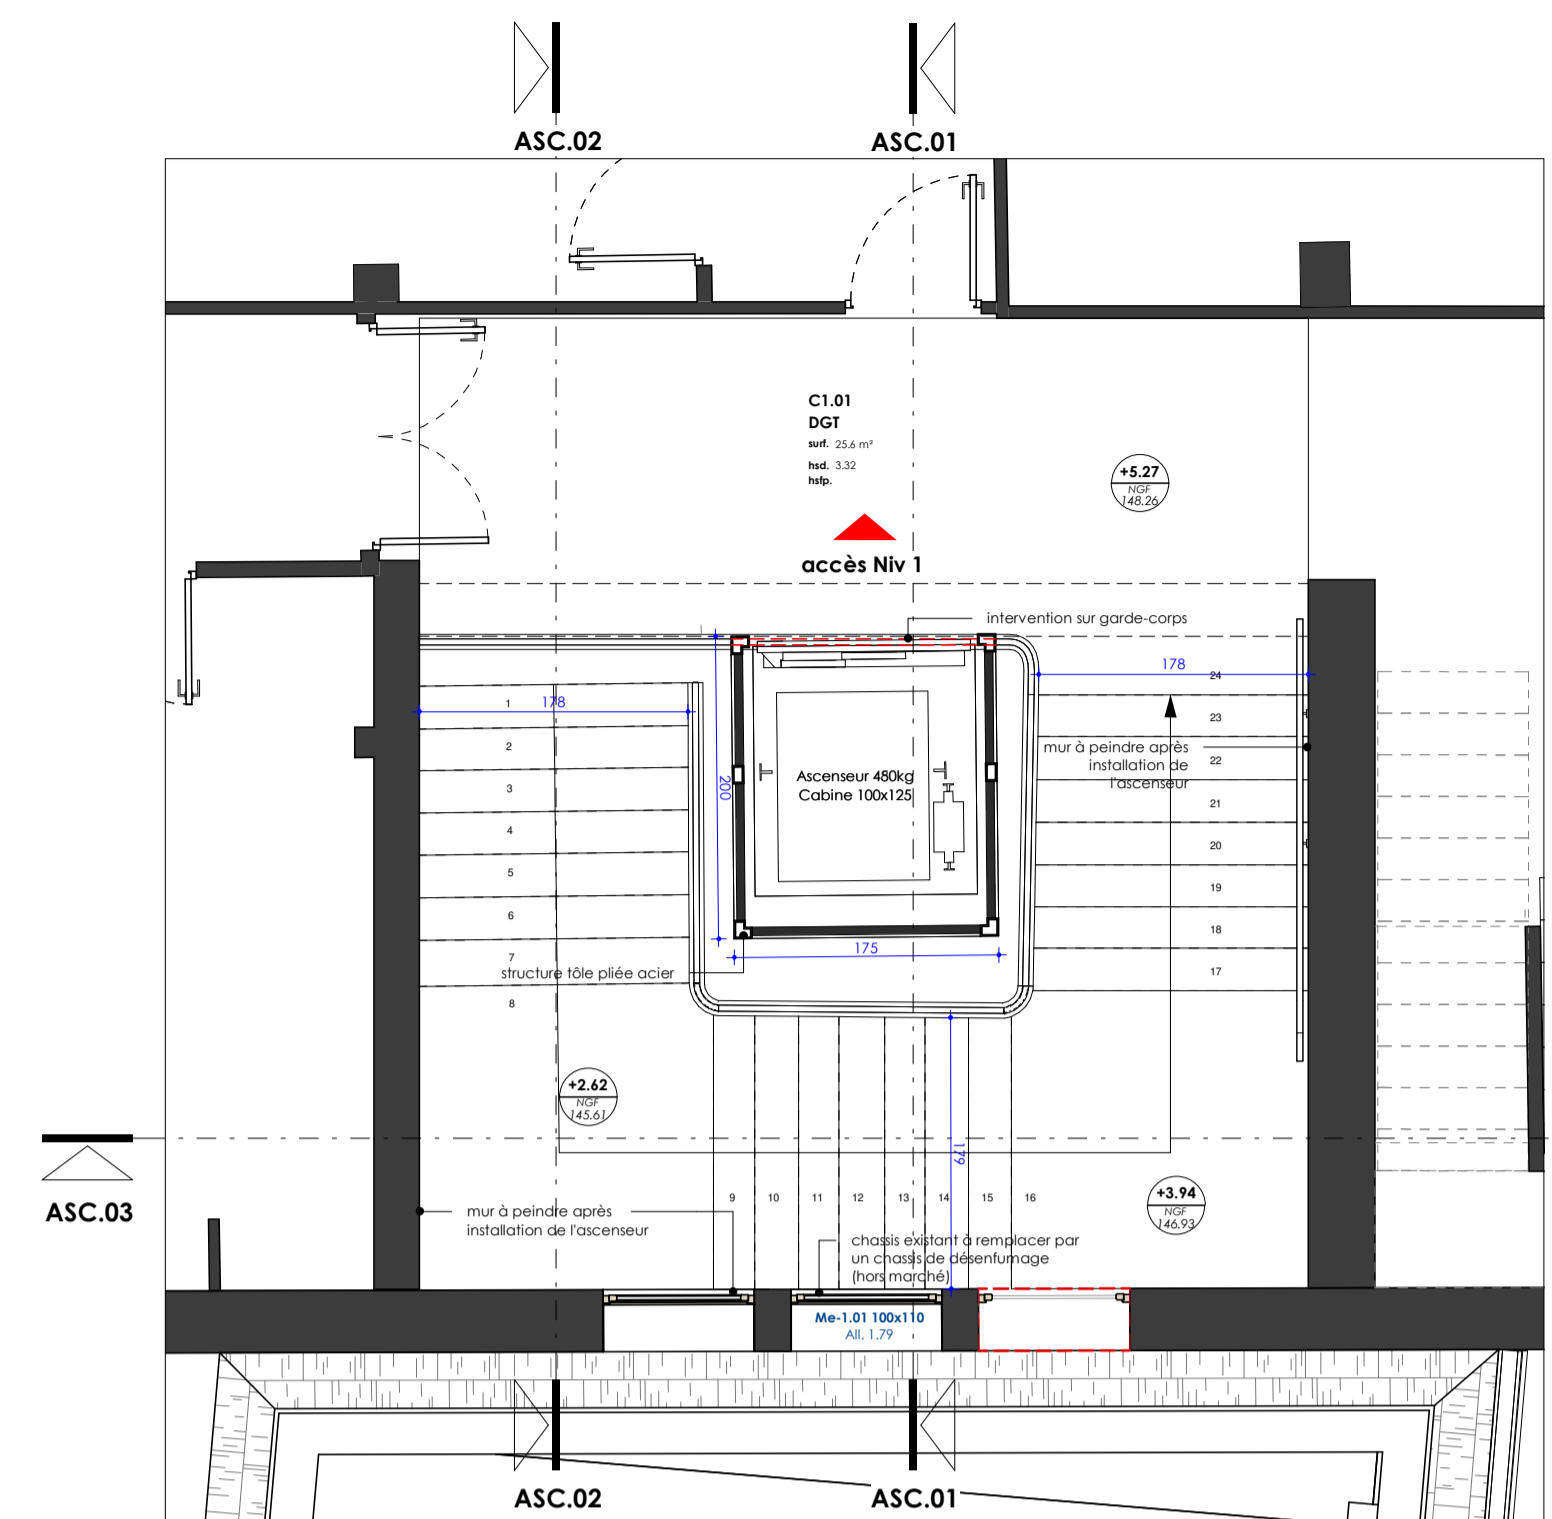 ASC.02
ASC.01
C1.01
DGT
surf. 25.6 m²
hsd. 3.32
hsfp.
+5.27
NGF
148.26
accès Niv 1
intervention sur garde-corps
178
24
1
178
23
2
mur à peindre après
installation de
l'ascenseur
22
3
200
Ascenseur 480kg
Cabine 100x125
21
4
20
5
19
6
18
7
175
17
structure tôle pliée acier
8
+2.62
NGF
145.61
179
ASC.03
9
10
11
12
13
14
15
16
+3.94
NGF
146.93
mur à peindre après
installation de l'ascenseur
chassis existant à remplacer par
un chassis de désenfumage
(hors marché)
Me-1.01 100x110
All. 1.79
ASC.02
ASC.01